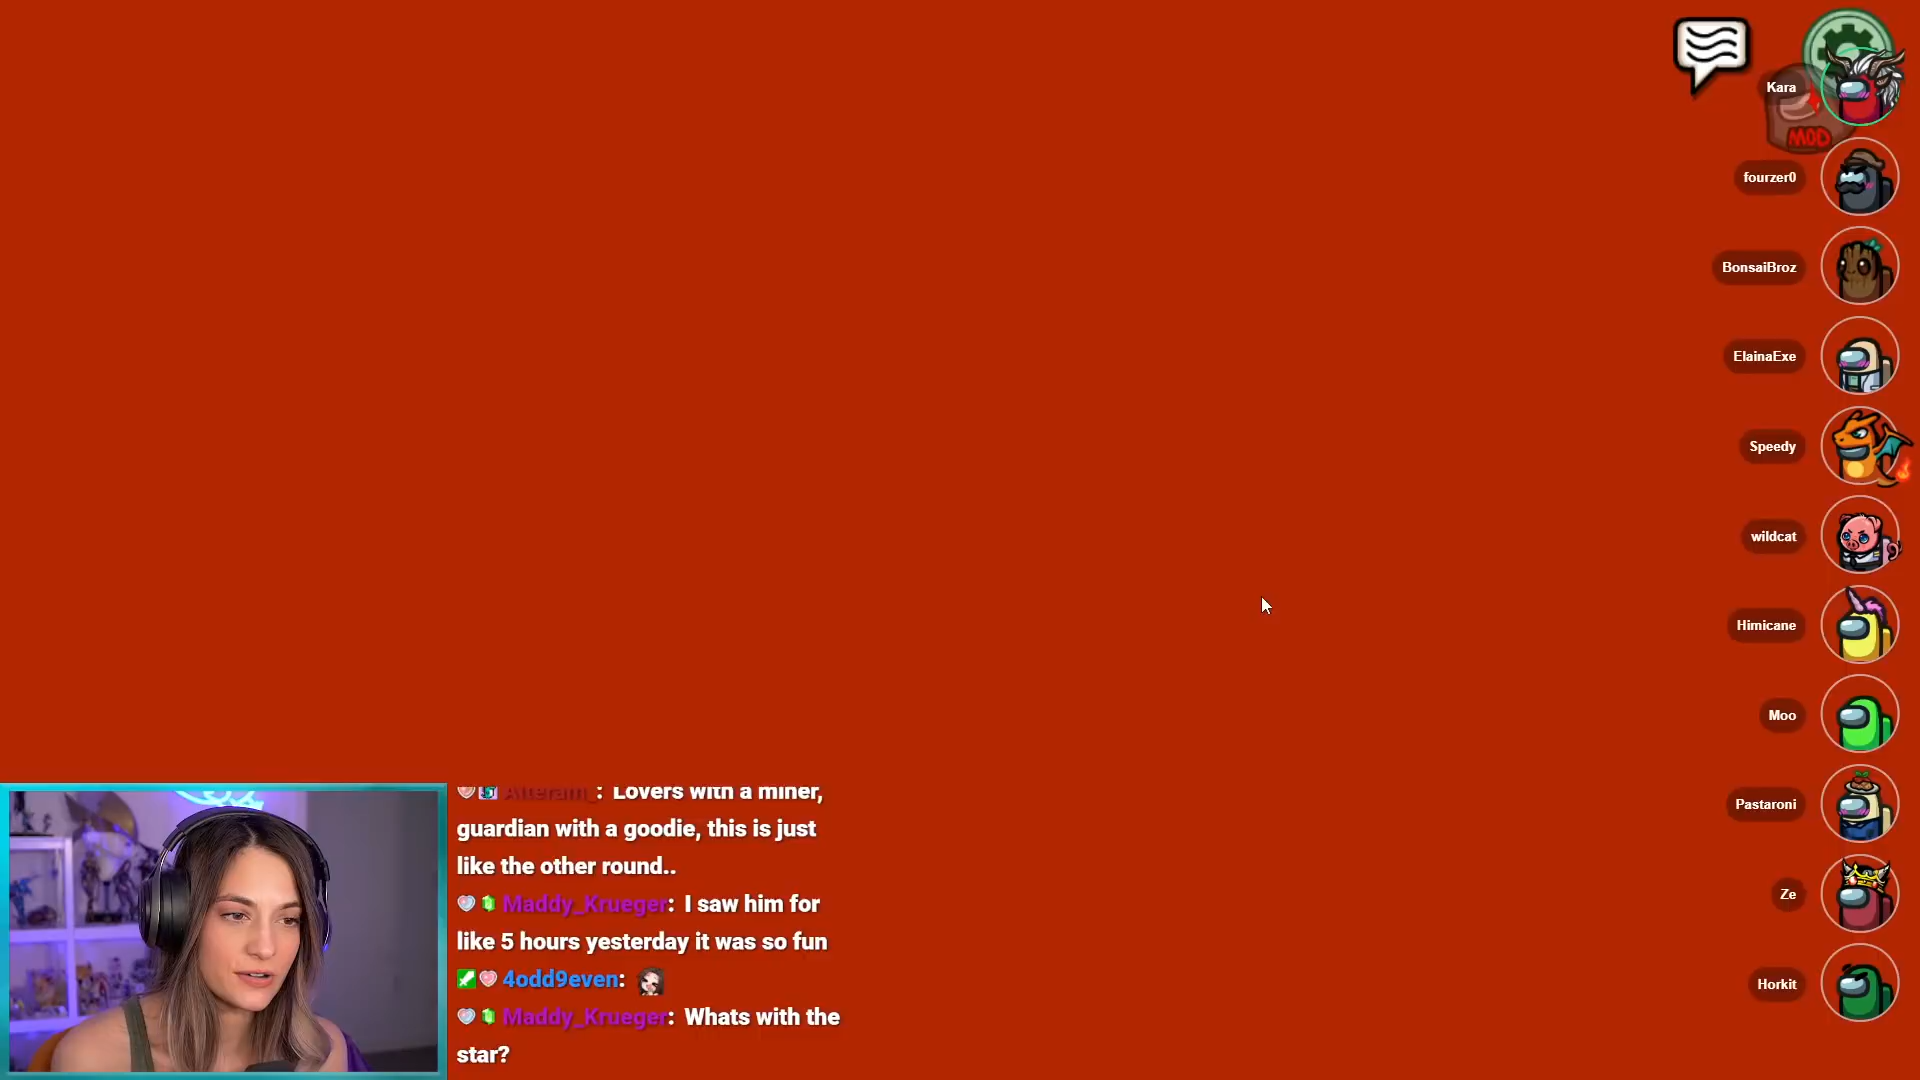 Kara
MOD
fourzer0
BonsaiBroz
ElainaExe
Speedy
wildcat
Himicane
Moo
Pastaroni
Ze
Horkit
Alteram_: Lovers with a miner,
guardian with a goodie, this is just
like the other round..
Maddy_Krueger: I saw him for
like 5 hours yesterday it was so fun
4odd9even:
Maddy_Krueger: Whats with the
star?